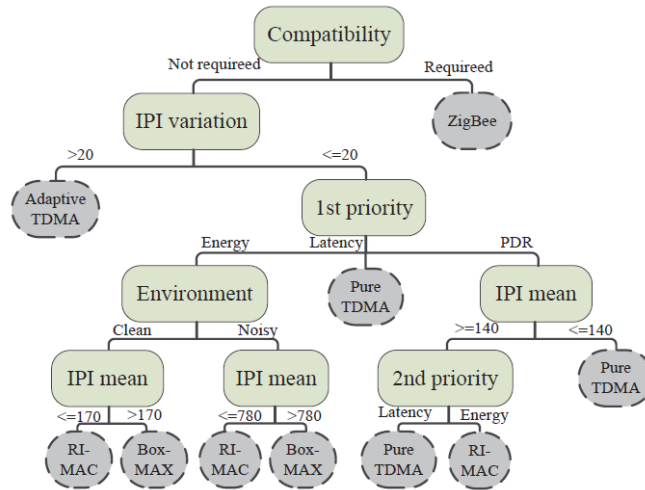 Compatibility
Not requireed
Requireed
IPI variation
ZigBee
>20
<=20
Adaptive
TDMA
1st priority
Energy
Latency
PDR
Environment
Pure
TDMA
IPI mean
Clean
Noisy
>=140
<=140
IPI mean
IPI mean
2nd priority
Pure
TDMA
<=170
>170
<=780
>780
Latency
Energy
RI-
MAC
Box-
MAX
RI-
MAC
Box-
MAX
Pure
TDMA
RI-
MAC